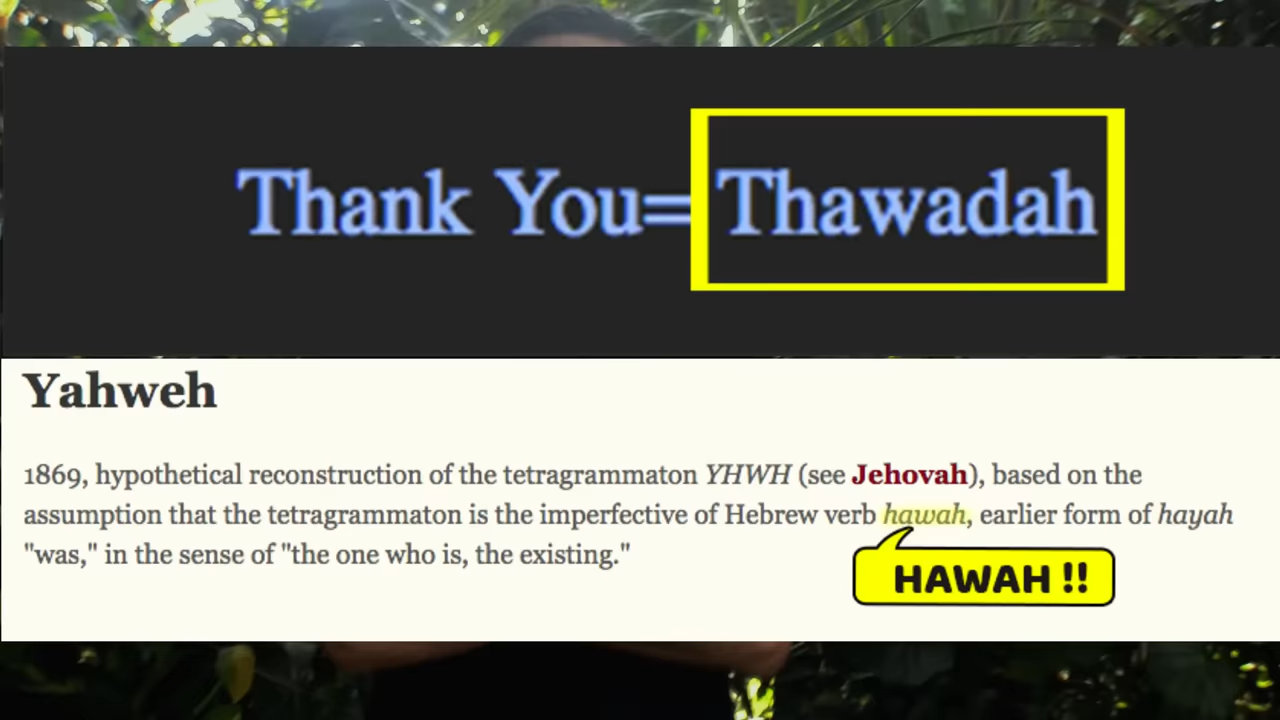 Thank You= Thawadah
Yahweh
1869, hypothetical reconstruction of the tetragrammaton YHWH (see Jehovah), based on the
assumption that the tetragrammaton is the imperfective of Hebrew verb hawah, earlier form of hayah
"was," in the sense of "the one who is, the existing."
HAWAH !!